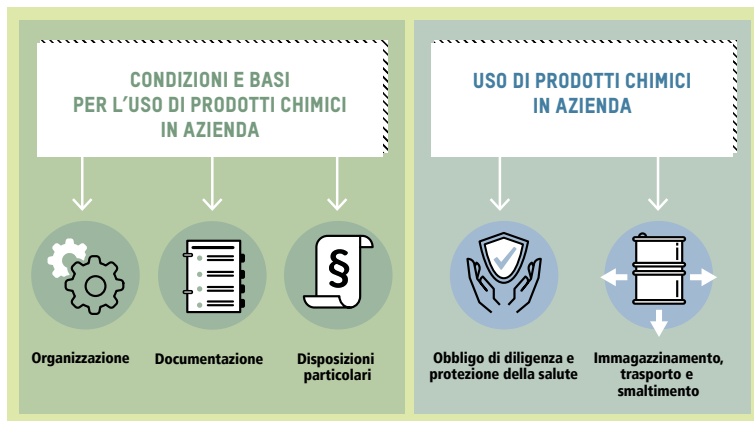 CONDIZIONI E BASI
PER L'USO DI PRODOTTI CHIMICI
IN AZIENDA
Organizzazione
Documentazione
§
Disposizioni
particolari
USO DI PRODOTTI CHIMICI
IN AZIENDA
Obbligo di diligenza e
protezione della salute
Immagazzinamento,
trasporto e
smaltimento